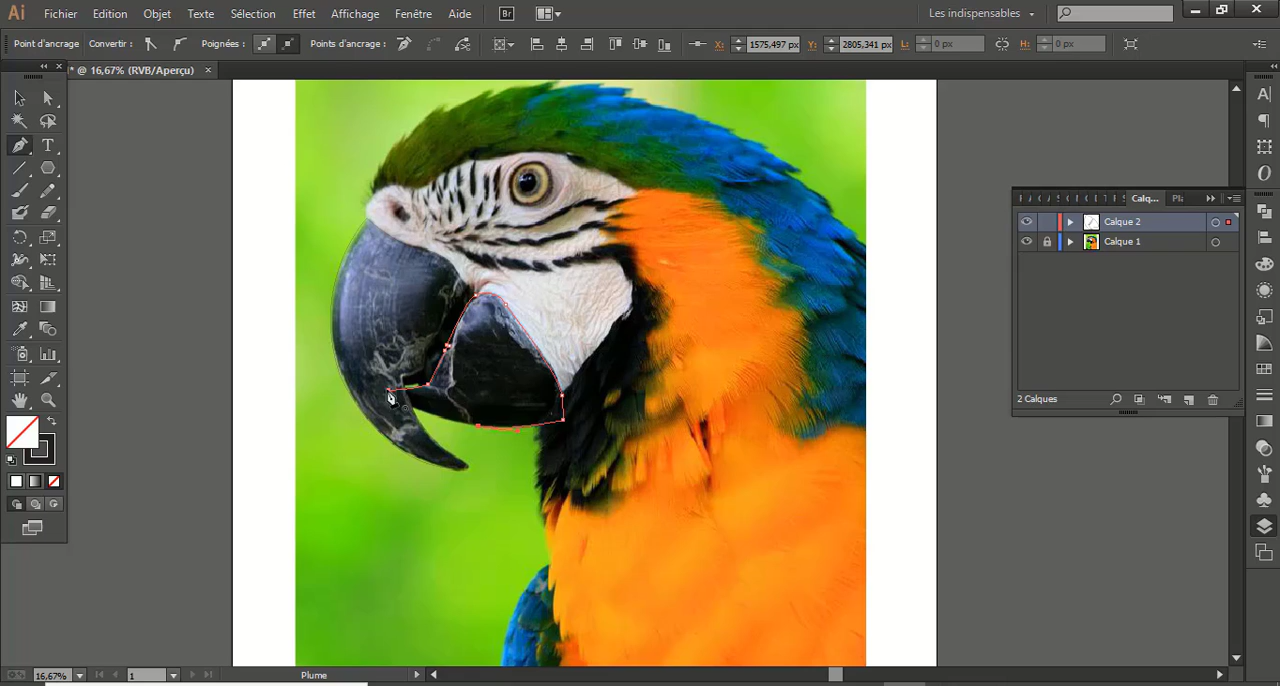 Ai Fichier Edition Objet Texte Sélection Effet Affichage Fenêtre Aide Br Les indispensables
Point d'ancrage Convertir : Poignées : Points d'ancrage : X: 1575,497 px Y: 2805,341 px L: 0 px H: 0 px
* @ 16,67% (RVB/Aperçu) ×
Calq...
Calque 2
Calque 1
2 Calques
16,67% 1 Plume